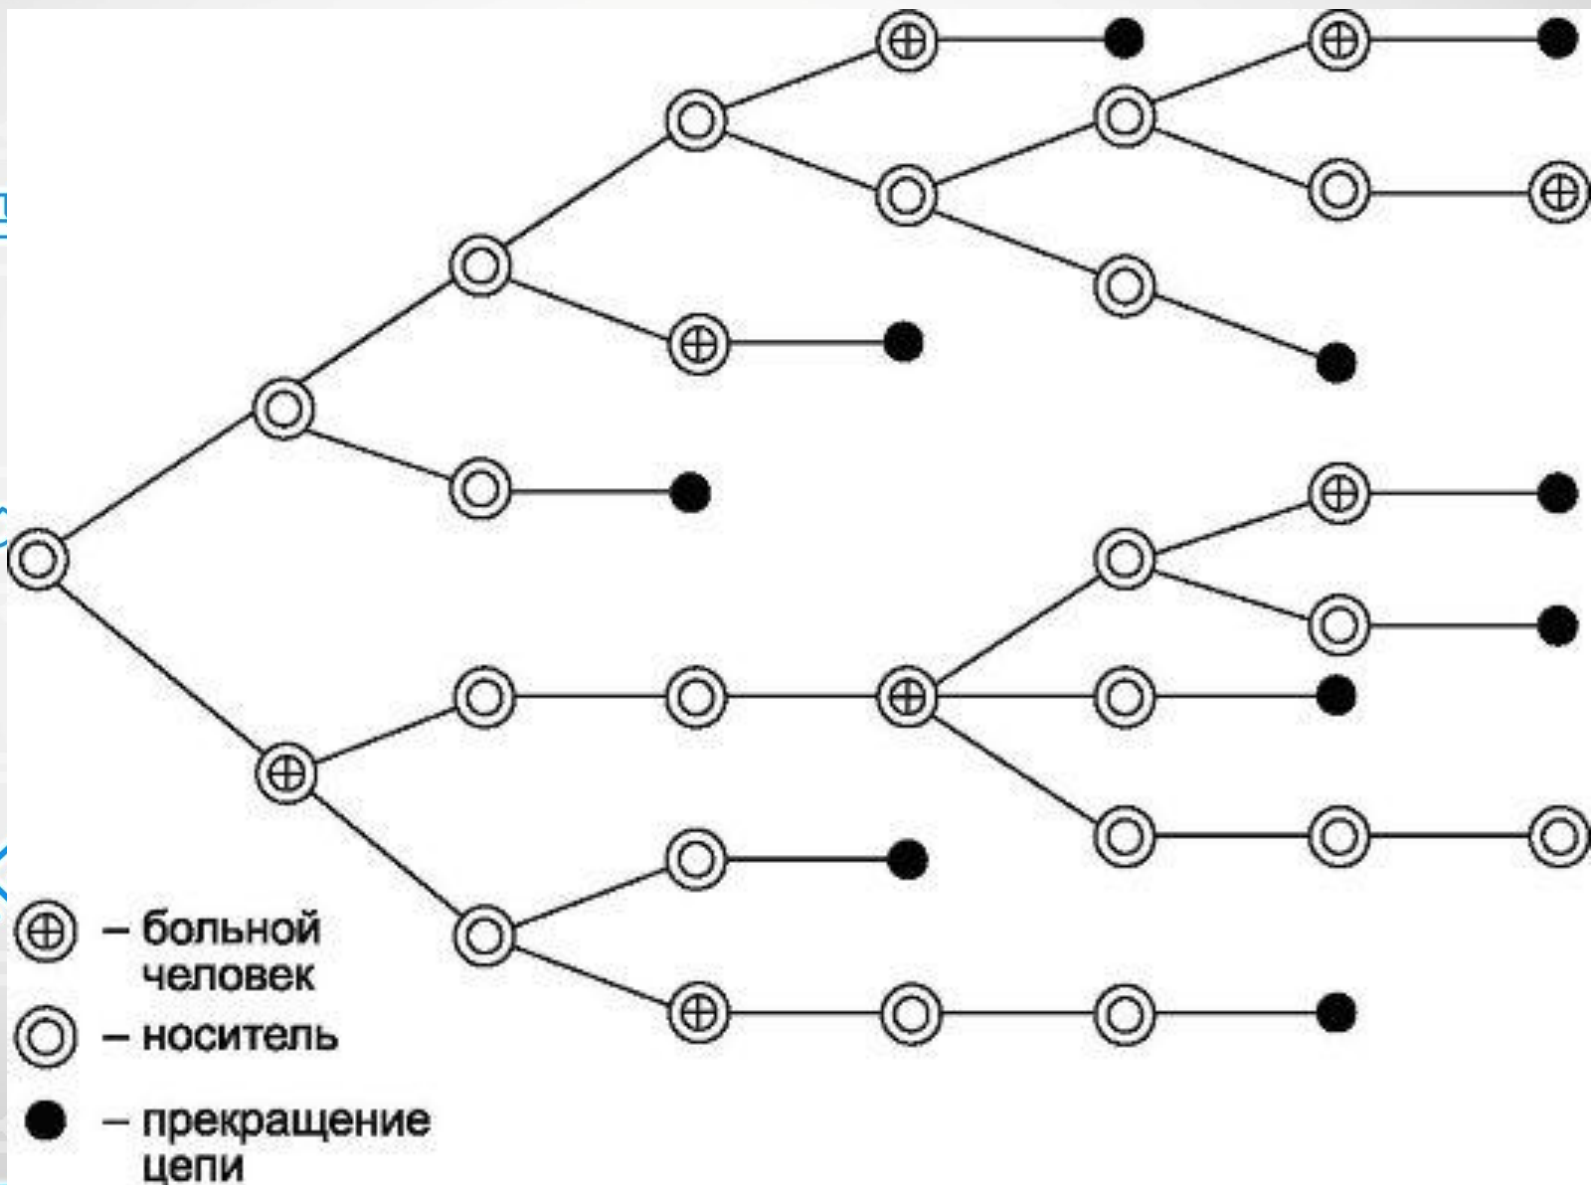 – больной
человек
– носитель
– прекращение
цепи